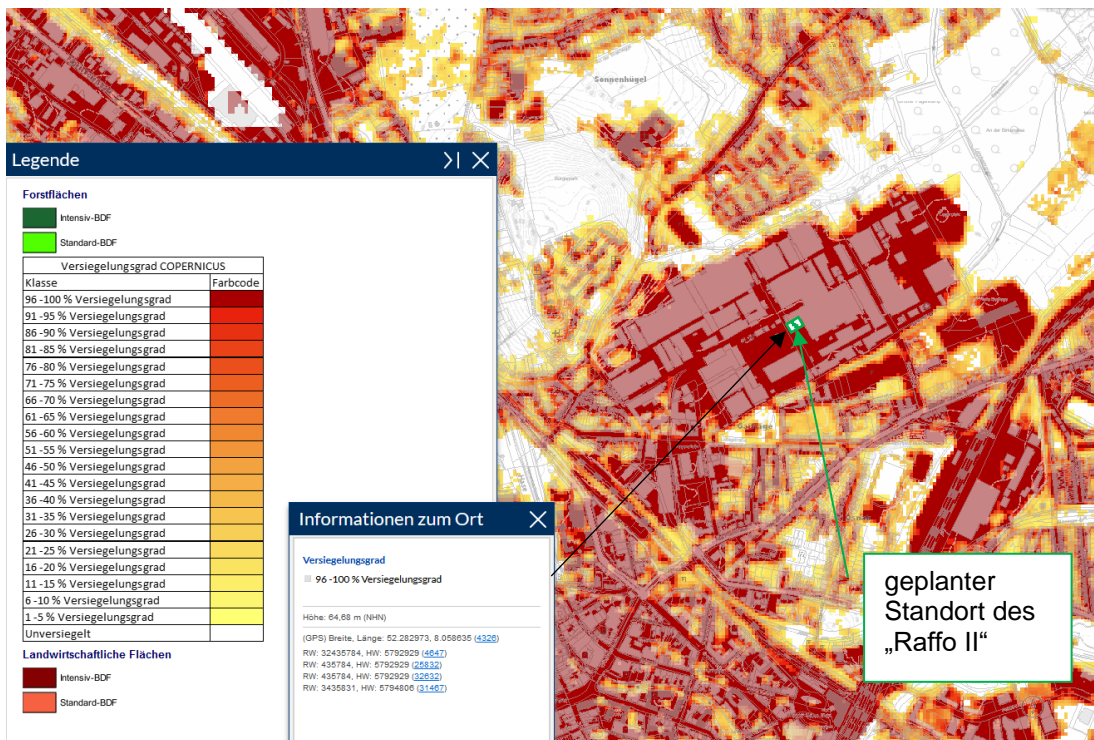 Sonnenhügel
Bürgerpark
Legende
Forstflächen
Intensiv-BDF
Standard-BDF
Versiegelungsgrad COPERNICUS
Klasse Farbcode
96 -100 % Versiegelungsgrad
91 -95 % Versiegelungsgrad
86 -90 % Versiegelungsgrad
81 -85 % Versiegelungsgrad
76-80 % Versiegelungsgrad
71-75 % Versiegelungsgrad
66 -70 % Versiegelungsgrad
61 -65 % Versiegelungsgrad
56 -60 % Versiegelungsgrad
51 -55 % Versiegelungsgrad
46 -50 % Versiegelungsgrad
41 -45 % Versiegelungsgrad
36 -40 % Versiegelungsgrad
31 -35 % Versiegelungsgrad
26 -30 % Versiegelungsgrad
21 -25 % Versiegelungsgrad
16 -20 % Versiegelungsgrad
11 -15 % Versiegelungsgrad
6 -10 % Versiegelungsgrad
1 -5 % Versiegelungsgrad
Unversiegelt
Landwirtschaftliche Flächen
Intensiv-BDF
Standard-BDF
Informationen zum Ort
Versiegelungsgrad
96 -100 % Versiegelungsgrad
Höhe: 64,68 m (NHN)
(GPS) Breite, Länge: 52.282973, 8.058635 (4326)
RW: 32435784, HW: 5792929 (4647)
RW: 435784, HW: 5792929 (25832)
RW: 435784, HW: 5792929 (32632)
RW: 3435831, HW: 5794806 (31467)
geplanter
Standort des
„Raffo II“